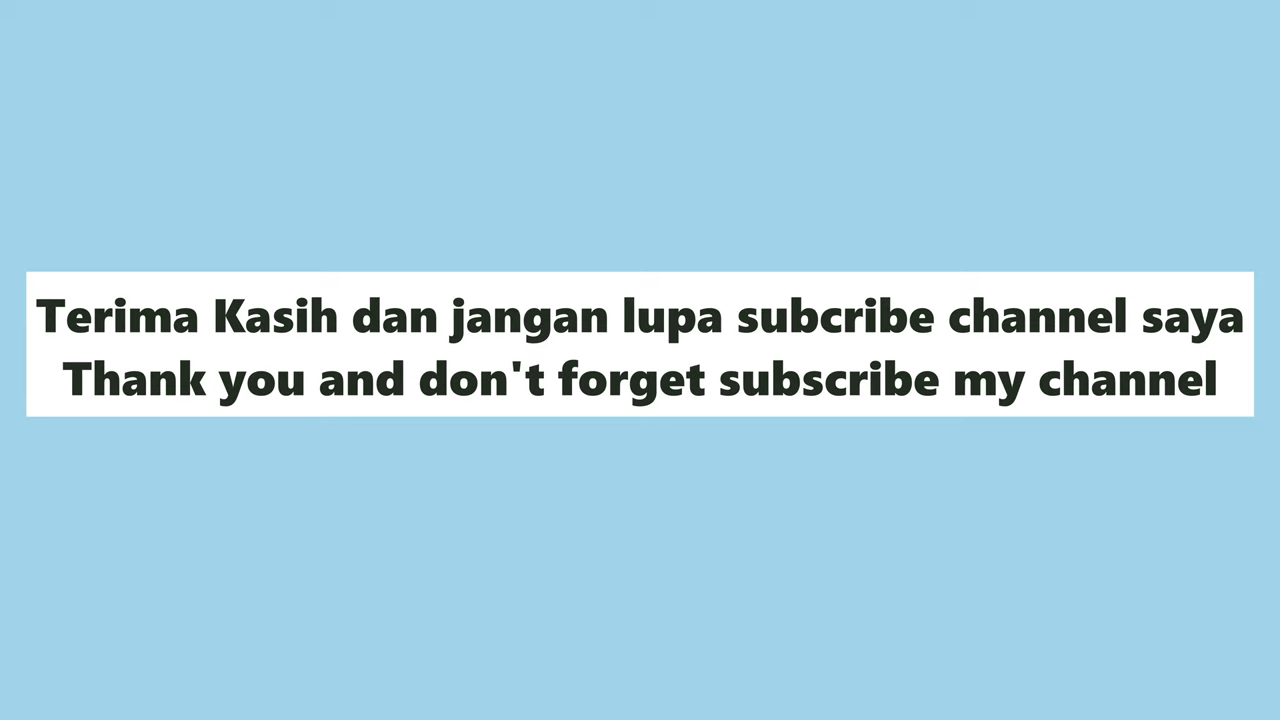 Terima Kasih dan jangan lupa subcribe channel saya
Thank you and don't forget subscribe my channel